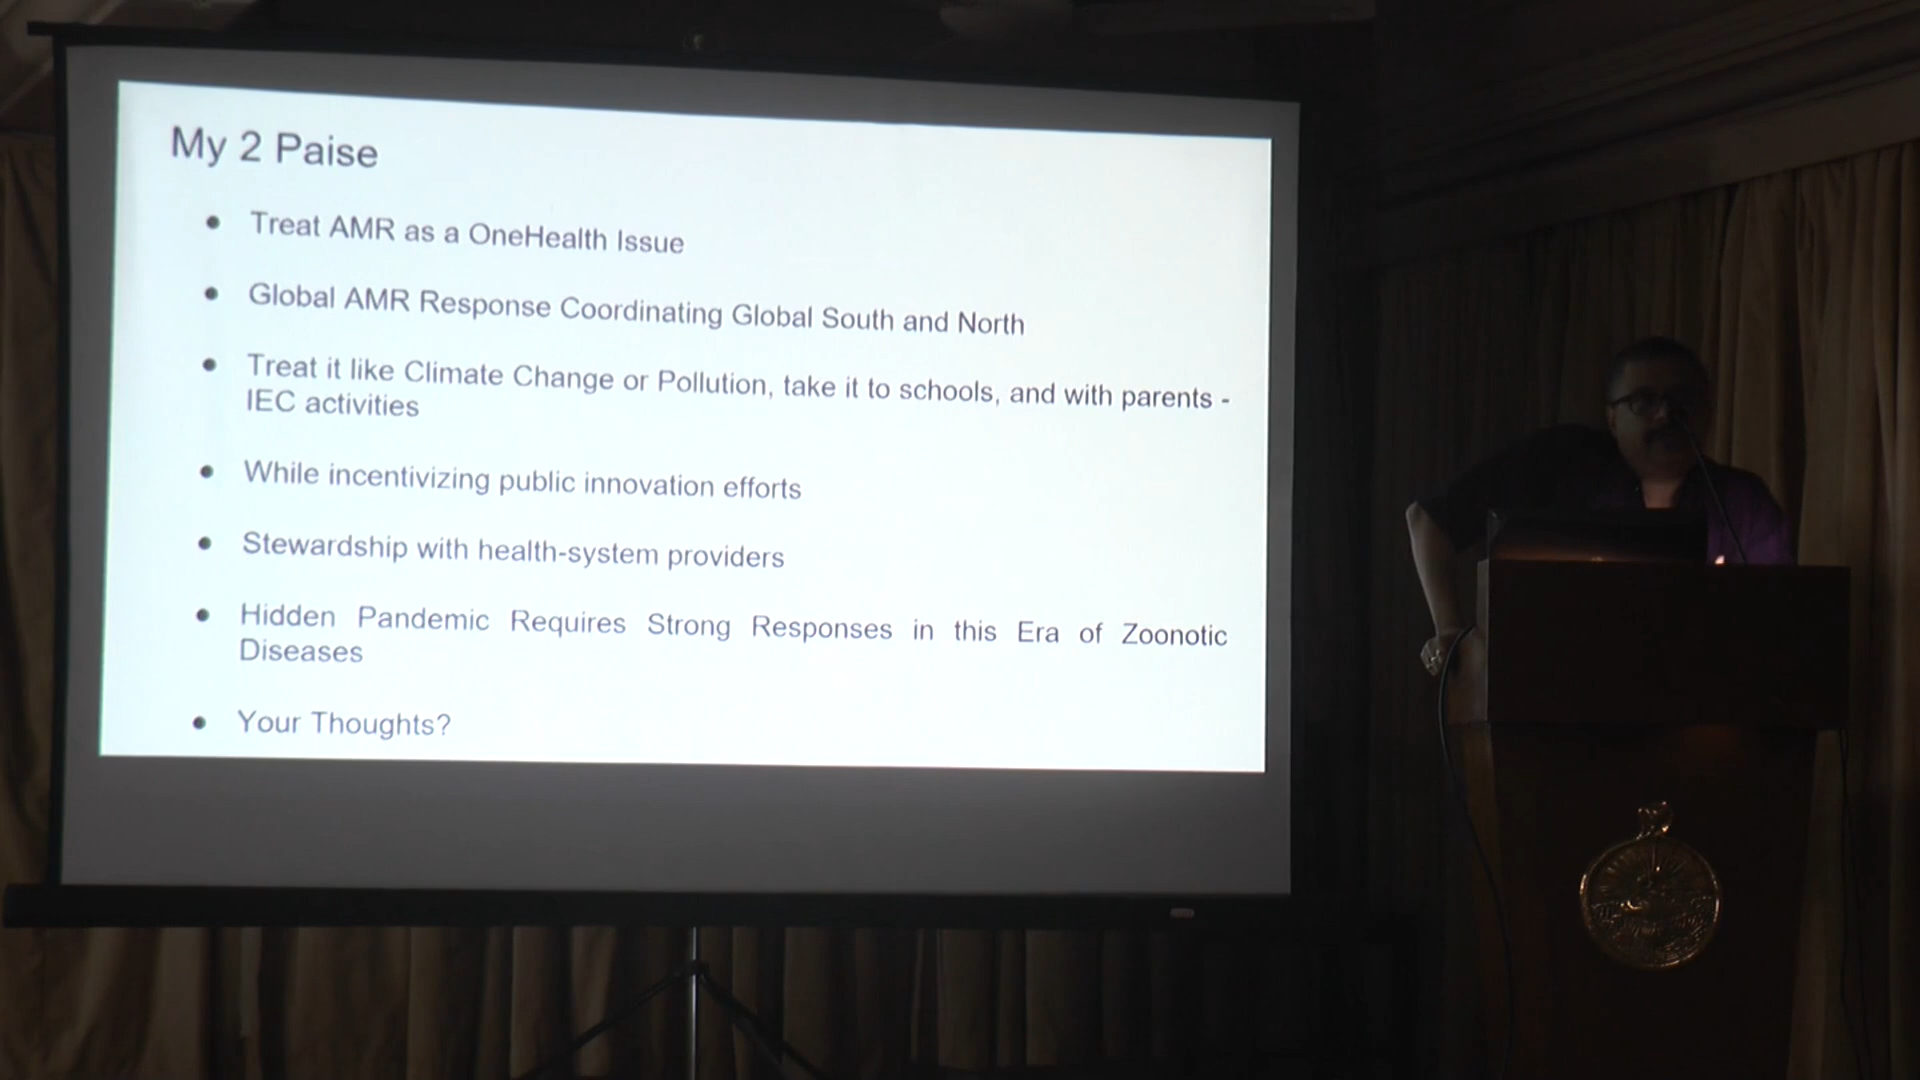 My 2 Paise
● Treat AMR as a OneHealth Issue
● Global AMR Response Coordinating Global South and North
● Treat it like Climate Change or Pollution, take it to schools, and with parents -
IEC activities
● While incentivizing public innovation efforts
● Stewardship with health-system providers
● Hidden Pandemic Requires Strong Responses in this Era of Zoonotic
Diseases
● Your Thoughts?